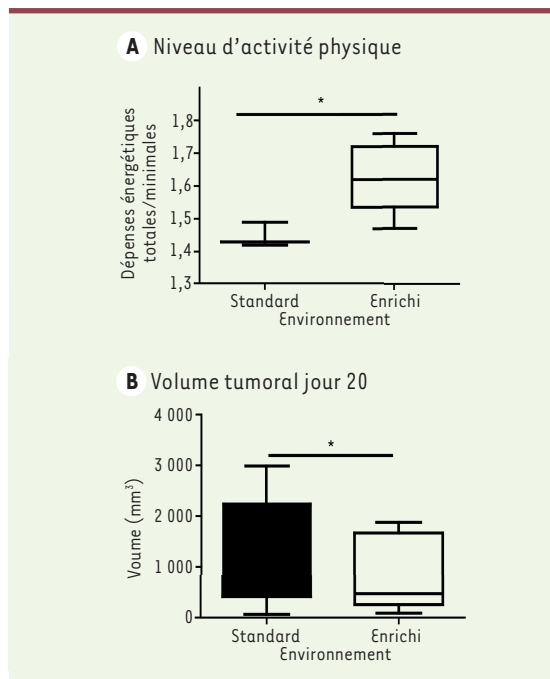 A Niveau d’activité physique
*
Dépenses énergétiques
totales/minimales
1,8
1,7
1,6
1,5
1,4
1,3
Standard
Enrichi
Environnement
B Volume tumoral jour 20
*
Voume (mm³)
4 000
3 000
2 000
1 000
0
Standard
Enrichi
Environnement